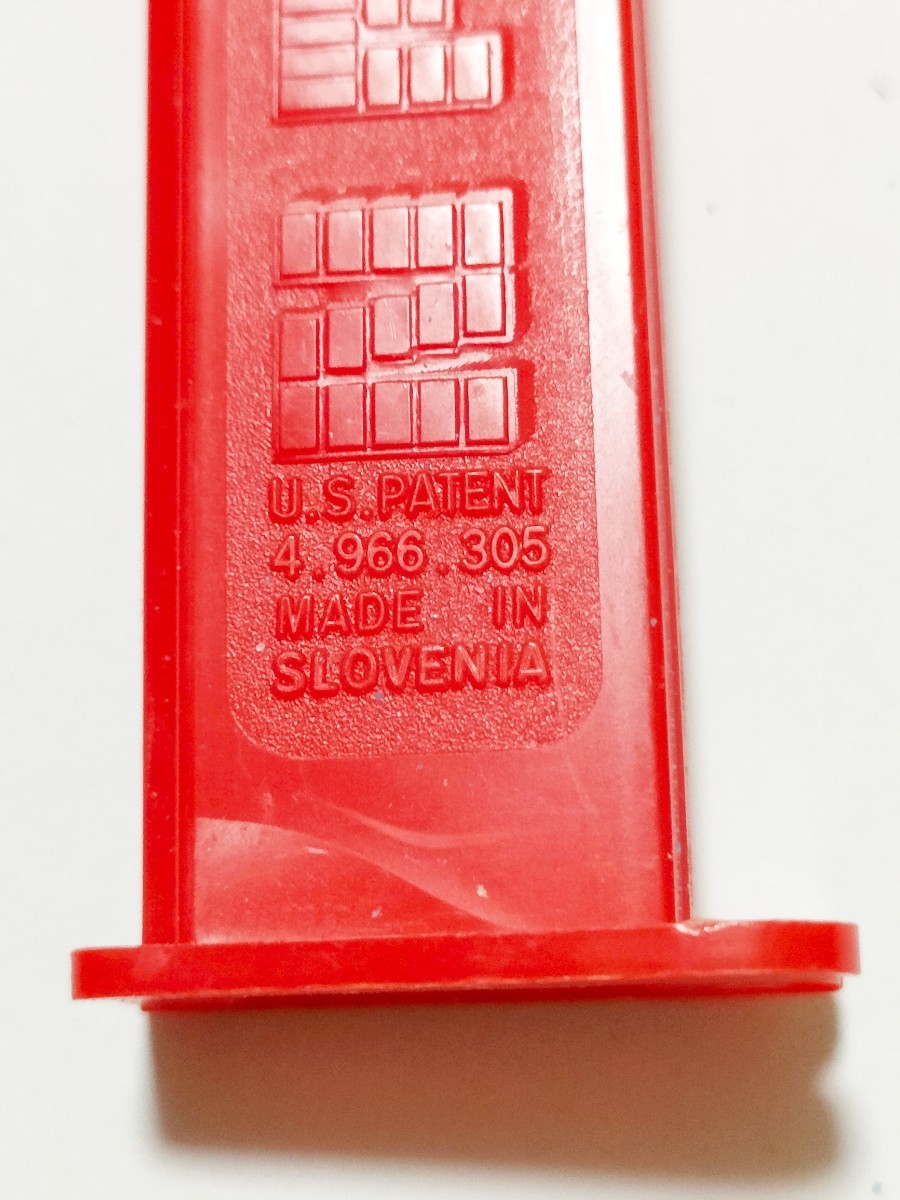 Z
U.S.PATENT
4.966.305
MADE IN
SLOVENIA